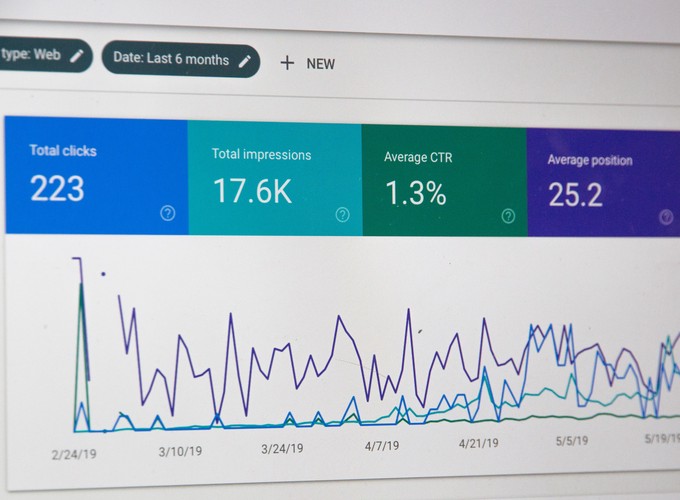 type: Web
Date: Last 6 months
+ NEW
Total clicks
223
Total impressions
17.6K
Average CTR
1.3%
Average position
25.2
2/24/19
3/10/19
3/24/19
4/7/19
4/21/19
5/5/19
5/19/19